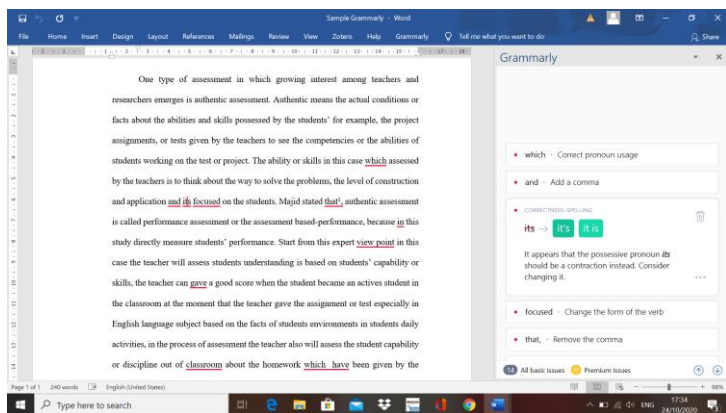 Sample Grammarly - Word
File Home Insert Design Layout References Mailings Review View Zotero Help Grammarly Tell me what you want to do Share
Grammarly
One type of assessment in which growing interest among teachers and
researchers emerges is authentic assessment. Authentic means the actual conditions or
facts about the abilities and skills possessed by the students' for example, the project
assignments, or tests given by the teachers to see the competencies or the abilities of
students working on the test or project. The ability or skills in this case which assessed
by the teachers is to think about the way to solve the problems, the level of construction
and application and its focused on the students. Majid stated that¹, authentic assessment
is called performance assessment or the assessment based-performance, because in this
study directly measure students' performance. Start from this expert view point in this
case the teacher will assess students understanding is based on students' capability or
skills, the teacher can gave a good score when the student became an actives student in
the classroom at the moment that the teacher gave the assignment or test especially in
English language subject based on the facts of students environments in students daily
activities, in the process of assessment the teacher also will assess the student capability
or discipline out of classroom about the homework which have been given by the
which · Correct pronoun usage
and · Add a comma
CORRECTNESS·SPELLING
its → it's it is
It appears that the possessive pronoun its
should be a contraction instead. Consider
changing it.
focused · Change the form of the verb
that, · Remove the comma
14 All basic issues Premium issues
Page 1 of 1 240 words English (United States) 98%
Type here to search ENG 17:34
24/10/2020